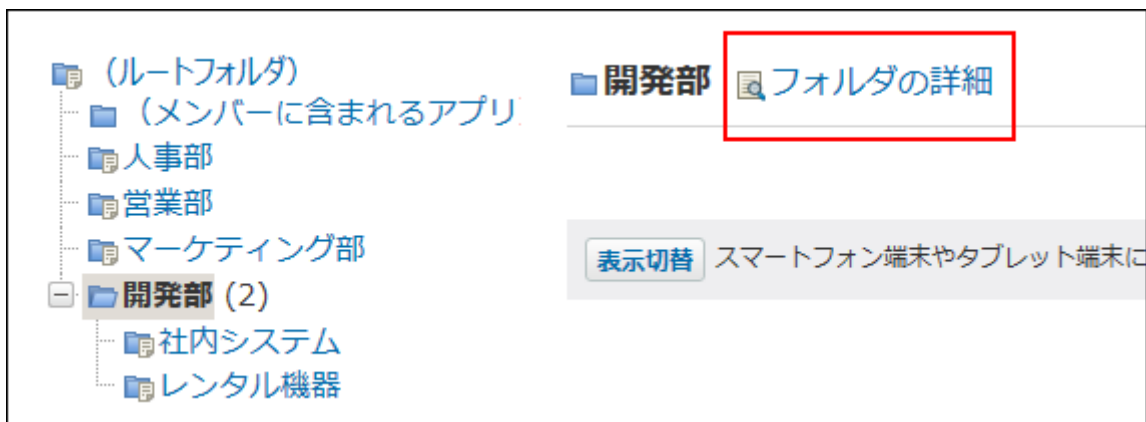 （ルートフォルダ）
（メンバーに含まれるアプリ
人事部
営業部
マーケティング部
開発部 (2)
社内システム
レンタル機器
開発部 フォルダの詳細
表示切替 スマートフォン端末やタブレット端末に